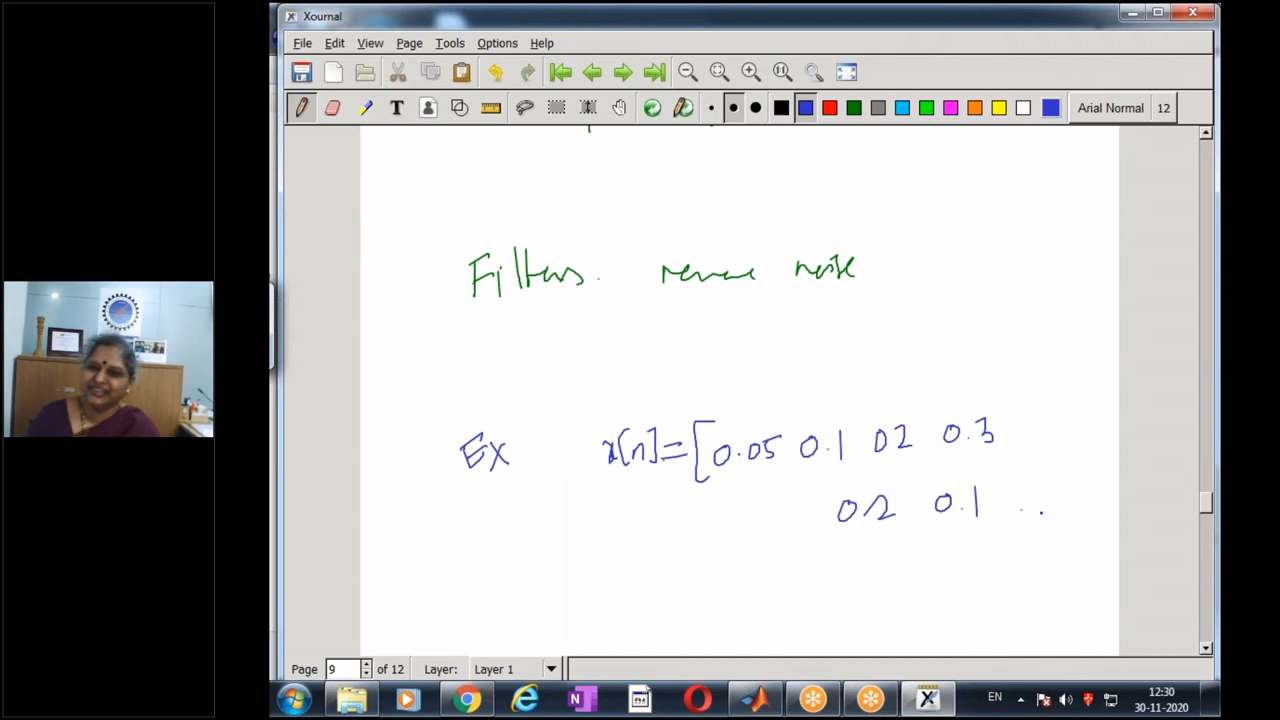 Xournal
File Edit View Page Tools Options Help
Arial Normal 12
Filters. remove noise
Ex x[n]=[0.05 0.1 02 0.3
0.2 0.1 ...
Page 9 of 12 Layer: Layer 1
EN 12:30
30-11-2020